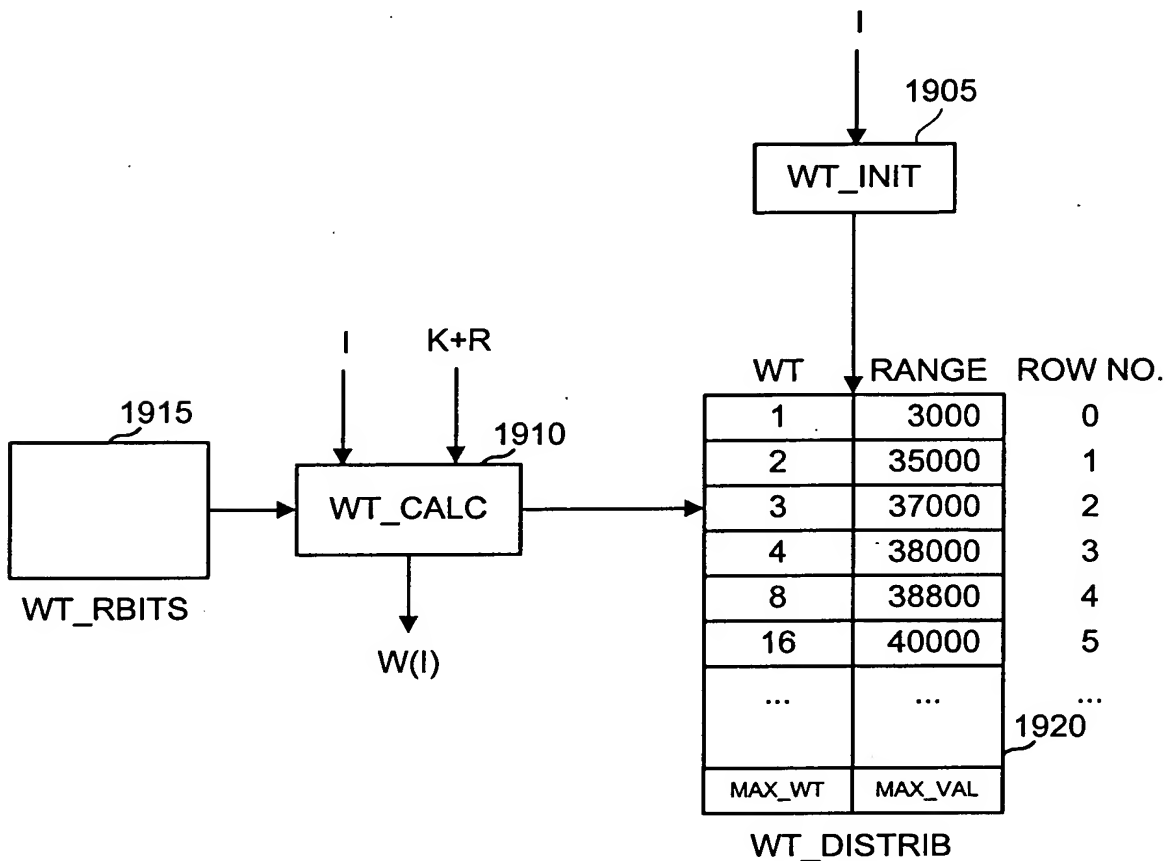 I
1905
WT_INIT
I K+R
WT RANGE ROW NO.
1915
1910
1 3000 0
2 35000 1
WT_CALC
3 37000 2
4 38000 3
WT_RBITS
8 38800 4
16 40000 5
W(I)
... ... ...
1920
MAX_WT MAX_VAL
WT_DISTRIB